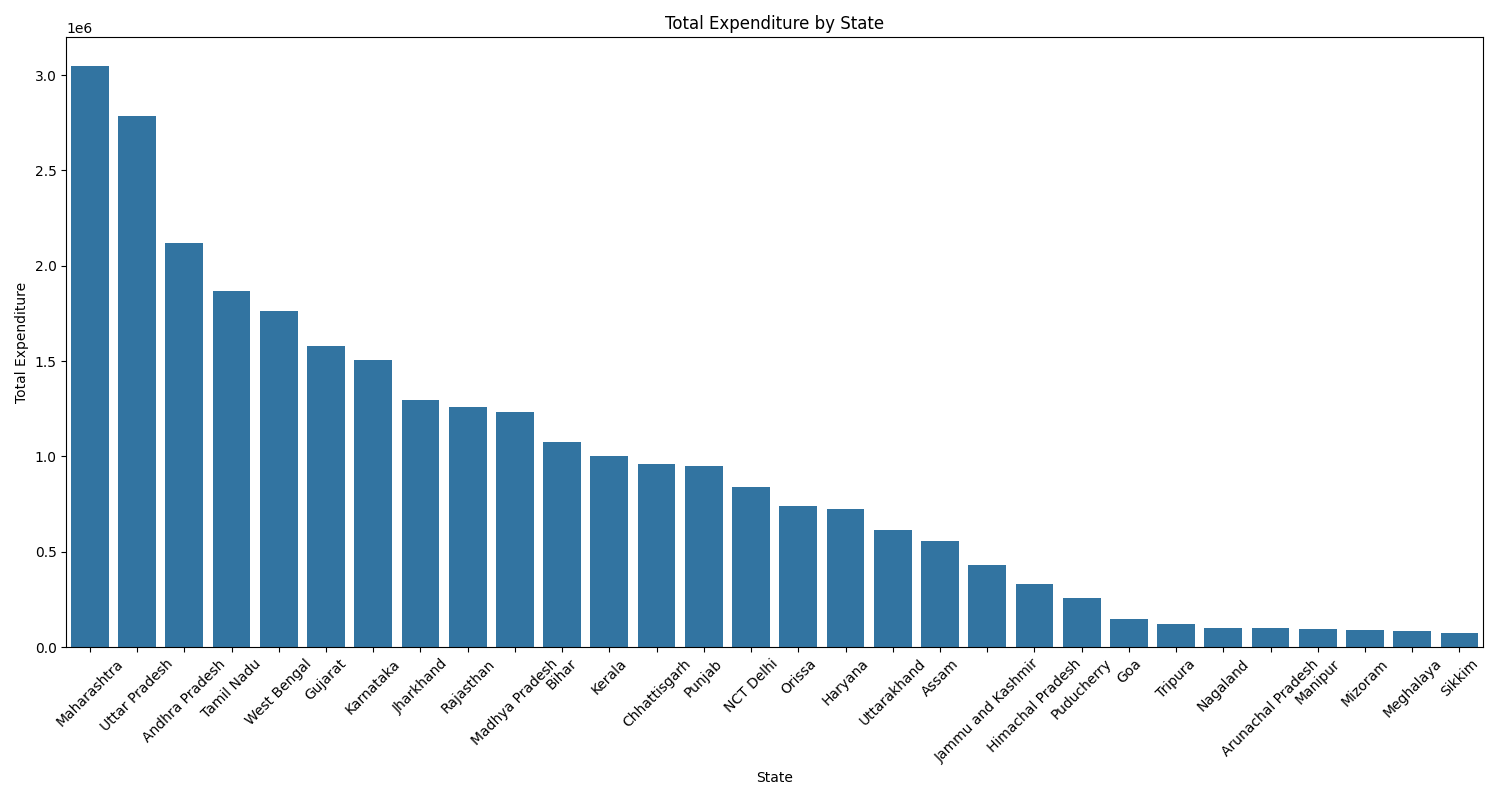 Total Expenditure by State
1e6
3.0
2.5
2.0
1.5
1.0
0.5
0.0
Total Expenditure
Maharashtra
Uttar Pradesh
Andhra Pradesh
Tamil Nadu
West Bengal
Gujarat
Karnataka
Jharkhand
Rajasthan
Madhya Pradesh
Bihar
Kerala
Chhattisgarh
Punjab
NCT Delhi
Orissa
Haryana
Uttarakhand
Assam
Jammu and Kashmir
Himachal Pradesh
Puducherry
Goa
Tripura
Nagaland
Arunachal Pradesh
Manipur
Mizoram
Meghalaya
Sikkim
State